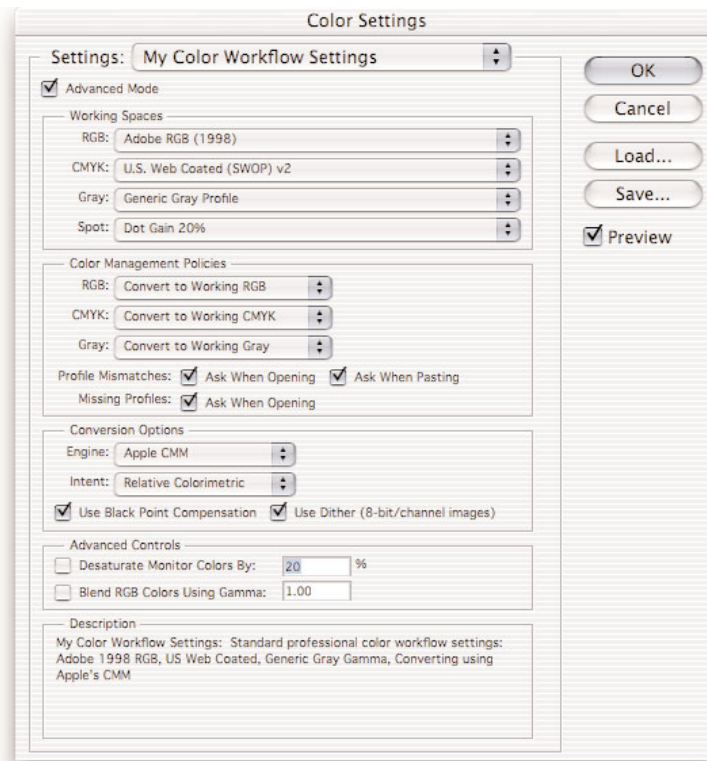 Color Settings
Settings: My Color Workflow Settings
OK
Advanced Mode
Cancel
Working Spaces
RGB: Adobe RGB (1998)
Load...
CMYK: U.S. Web Coated (SWOP) v2
Gray: Generic Gray Profile
Save...
Spot: Dot Gain 20%
Preview
Color Management Policies
RGB: Convert to Working RGB
CMYK: Convert to Working CMYK
Gray: Convert to Working Gray
Profile Mismatches: Ask When Opening Ask When Pasting
Missing Profiles: Ask When Opening
Conversion Options
Engine: Apple CMM
Intent: Relative Colorimetric
Use Black Point Compensation Use Dither (8-bit/channel images)
Advanced Controls
Desaturate Monitor Colors By: 20 %
Blend RGB Colors Using Gamma: 1.00
Description
My Color Workflow Settings: Standard professional color workflow settings:
Adobe 1998 RGB, US Web Coated, Generic Gray Gamma, Converting using
Apple's CMM